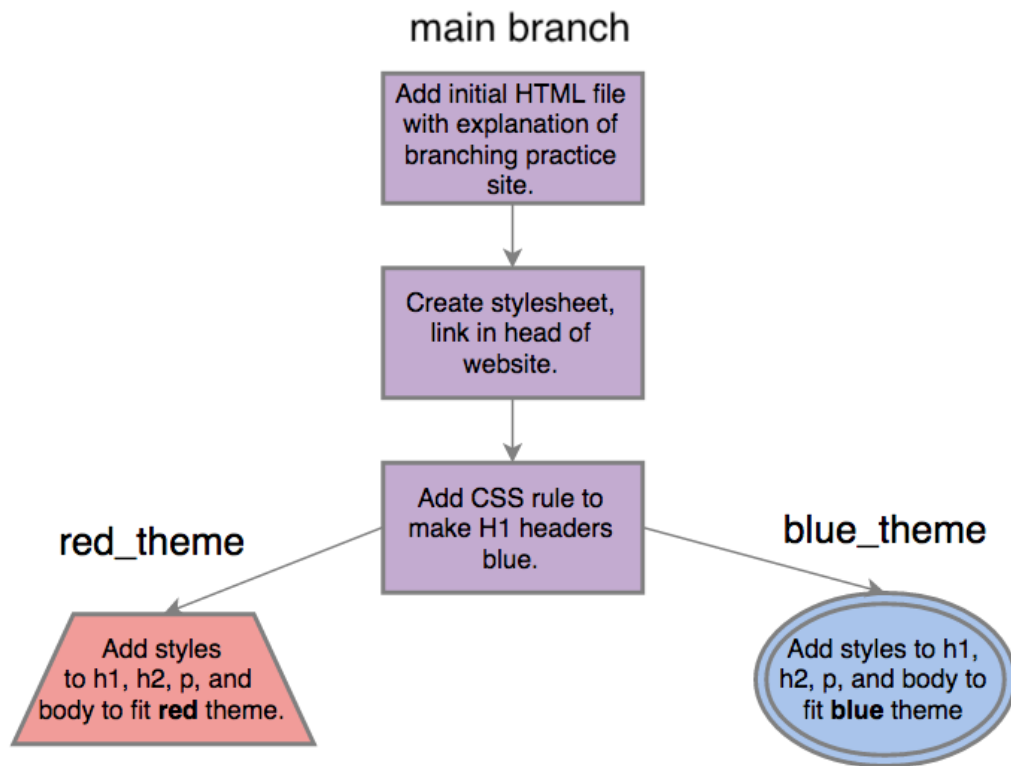 main branch
Add initial HTML file
with explanation of
branching practice
site.
Create stylesheet,
link in head of
website.
Add CSS rule to
make H1 headers
blue.
red_theme
Add styles
to h1, h2, p, and
body to fit red theme.
blue_theme
Add styles to h1,
h2, p, and body to
fit blue theme